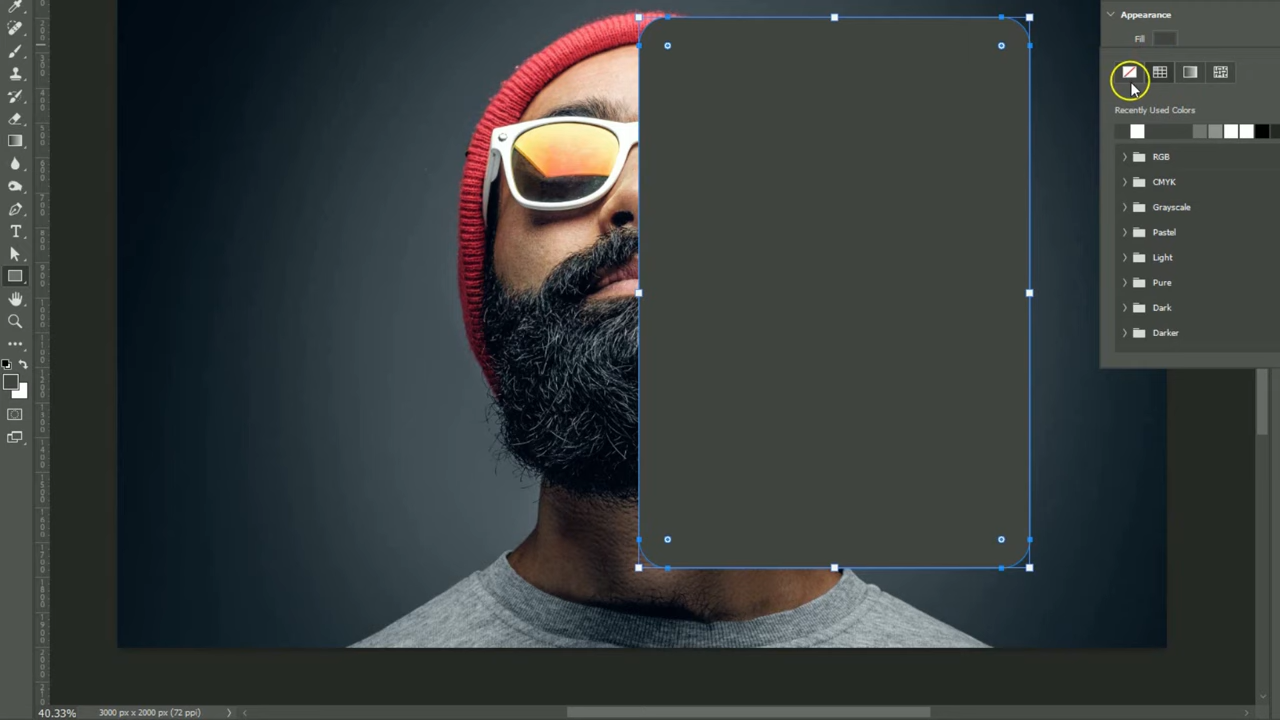 Appearance
Fill
Recently Used Colors
RGB
CMYK
Grayscale
Pastel
Light
Pure
Dark
Darker
40.33% 3000 px x 2000 px (72 ppi)